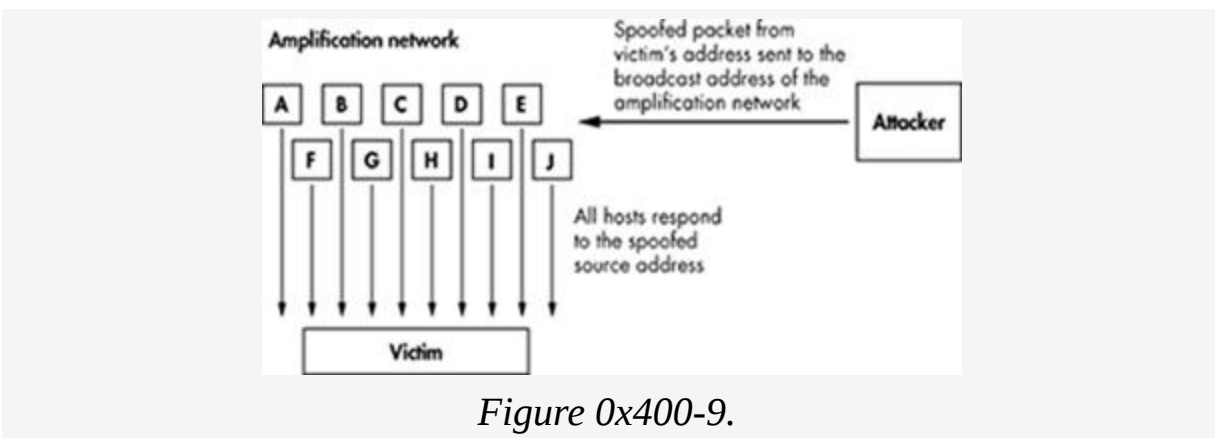 Amplification network
Spoofed packet from
victim's address sent to the
broadcast address of the
amplification network
Attacker
A B C D E
F G H I J
All hosts respond
to the spoofed
source address
Victim
Figure 0x400-9.